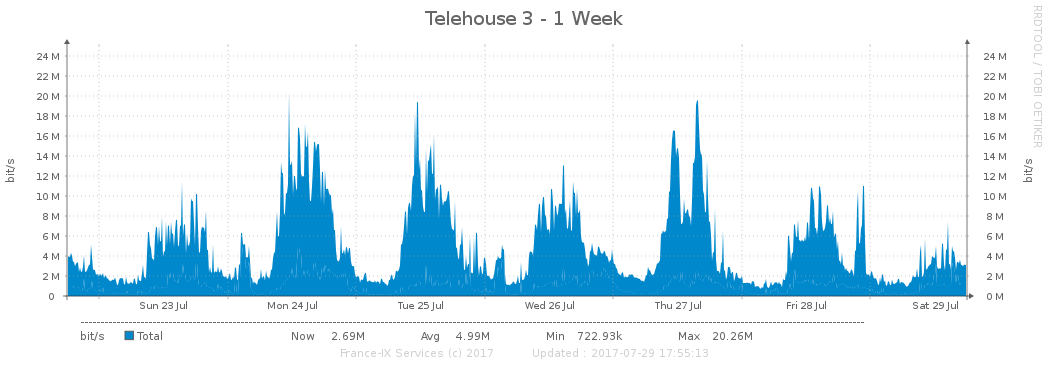 Telehouse 3 - 1 Week
RRDTOOL / TOBI OETIKER
bit/s
24 M 24 M
22 M 22 M
20 M 20 M
18 M 18 M
16 M 16 M
14 M 14 M
12 M 12 M
10 M 10 M
8 M 8 M
6 M 6 M
4 M 4 M
2 M 2 M
0 0 M
bit/s
Sun 23 Jul Mon 24 Jul Tue 25 Jul Wed 26 Jul Thu 27 Jul Fri 28 Jul Sat 29 Jul
bit/s Total Now 2.69M Avg 4.99M Min 722.93k Max 20.26M
France-IX Services (c) 2017 Updated : 2017-07-29 17:55:13